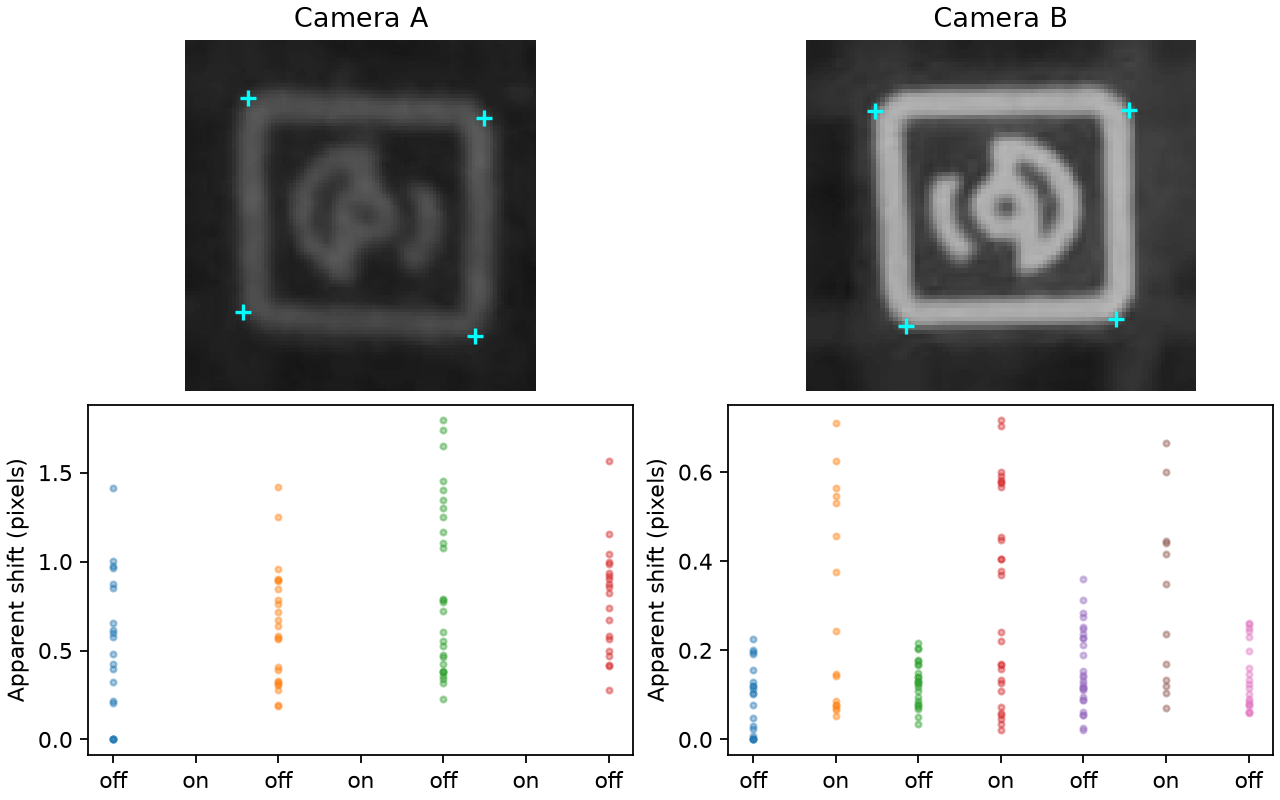 Camera A
Camera B
Apparent shift (pixels)
1.5
1.0
0.5
0.0
off on off on off on off
Apparent shift (pixels)
0.6
0.4
0.2
0.0
off on off on off on off